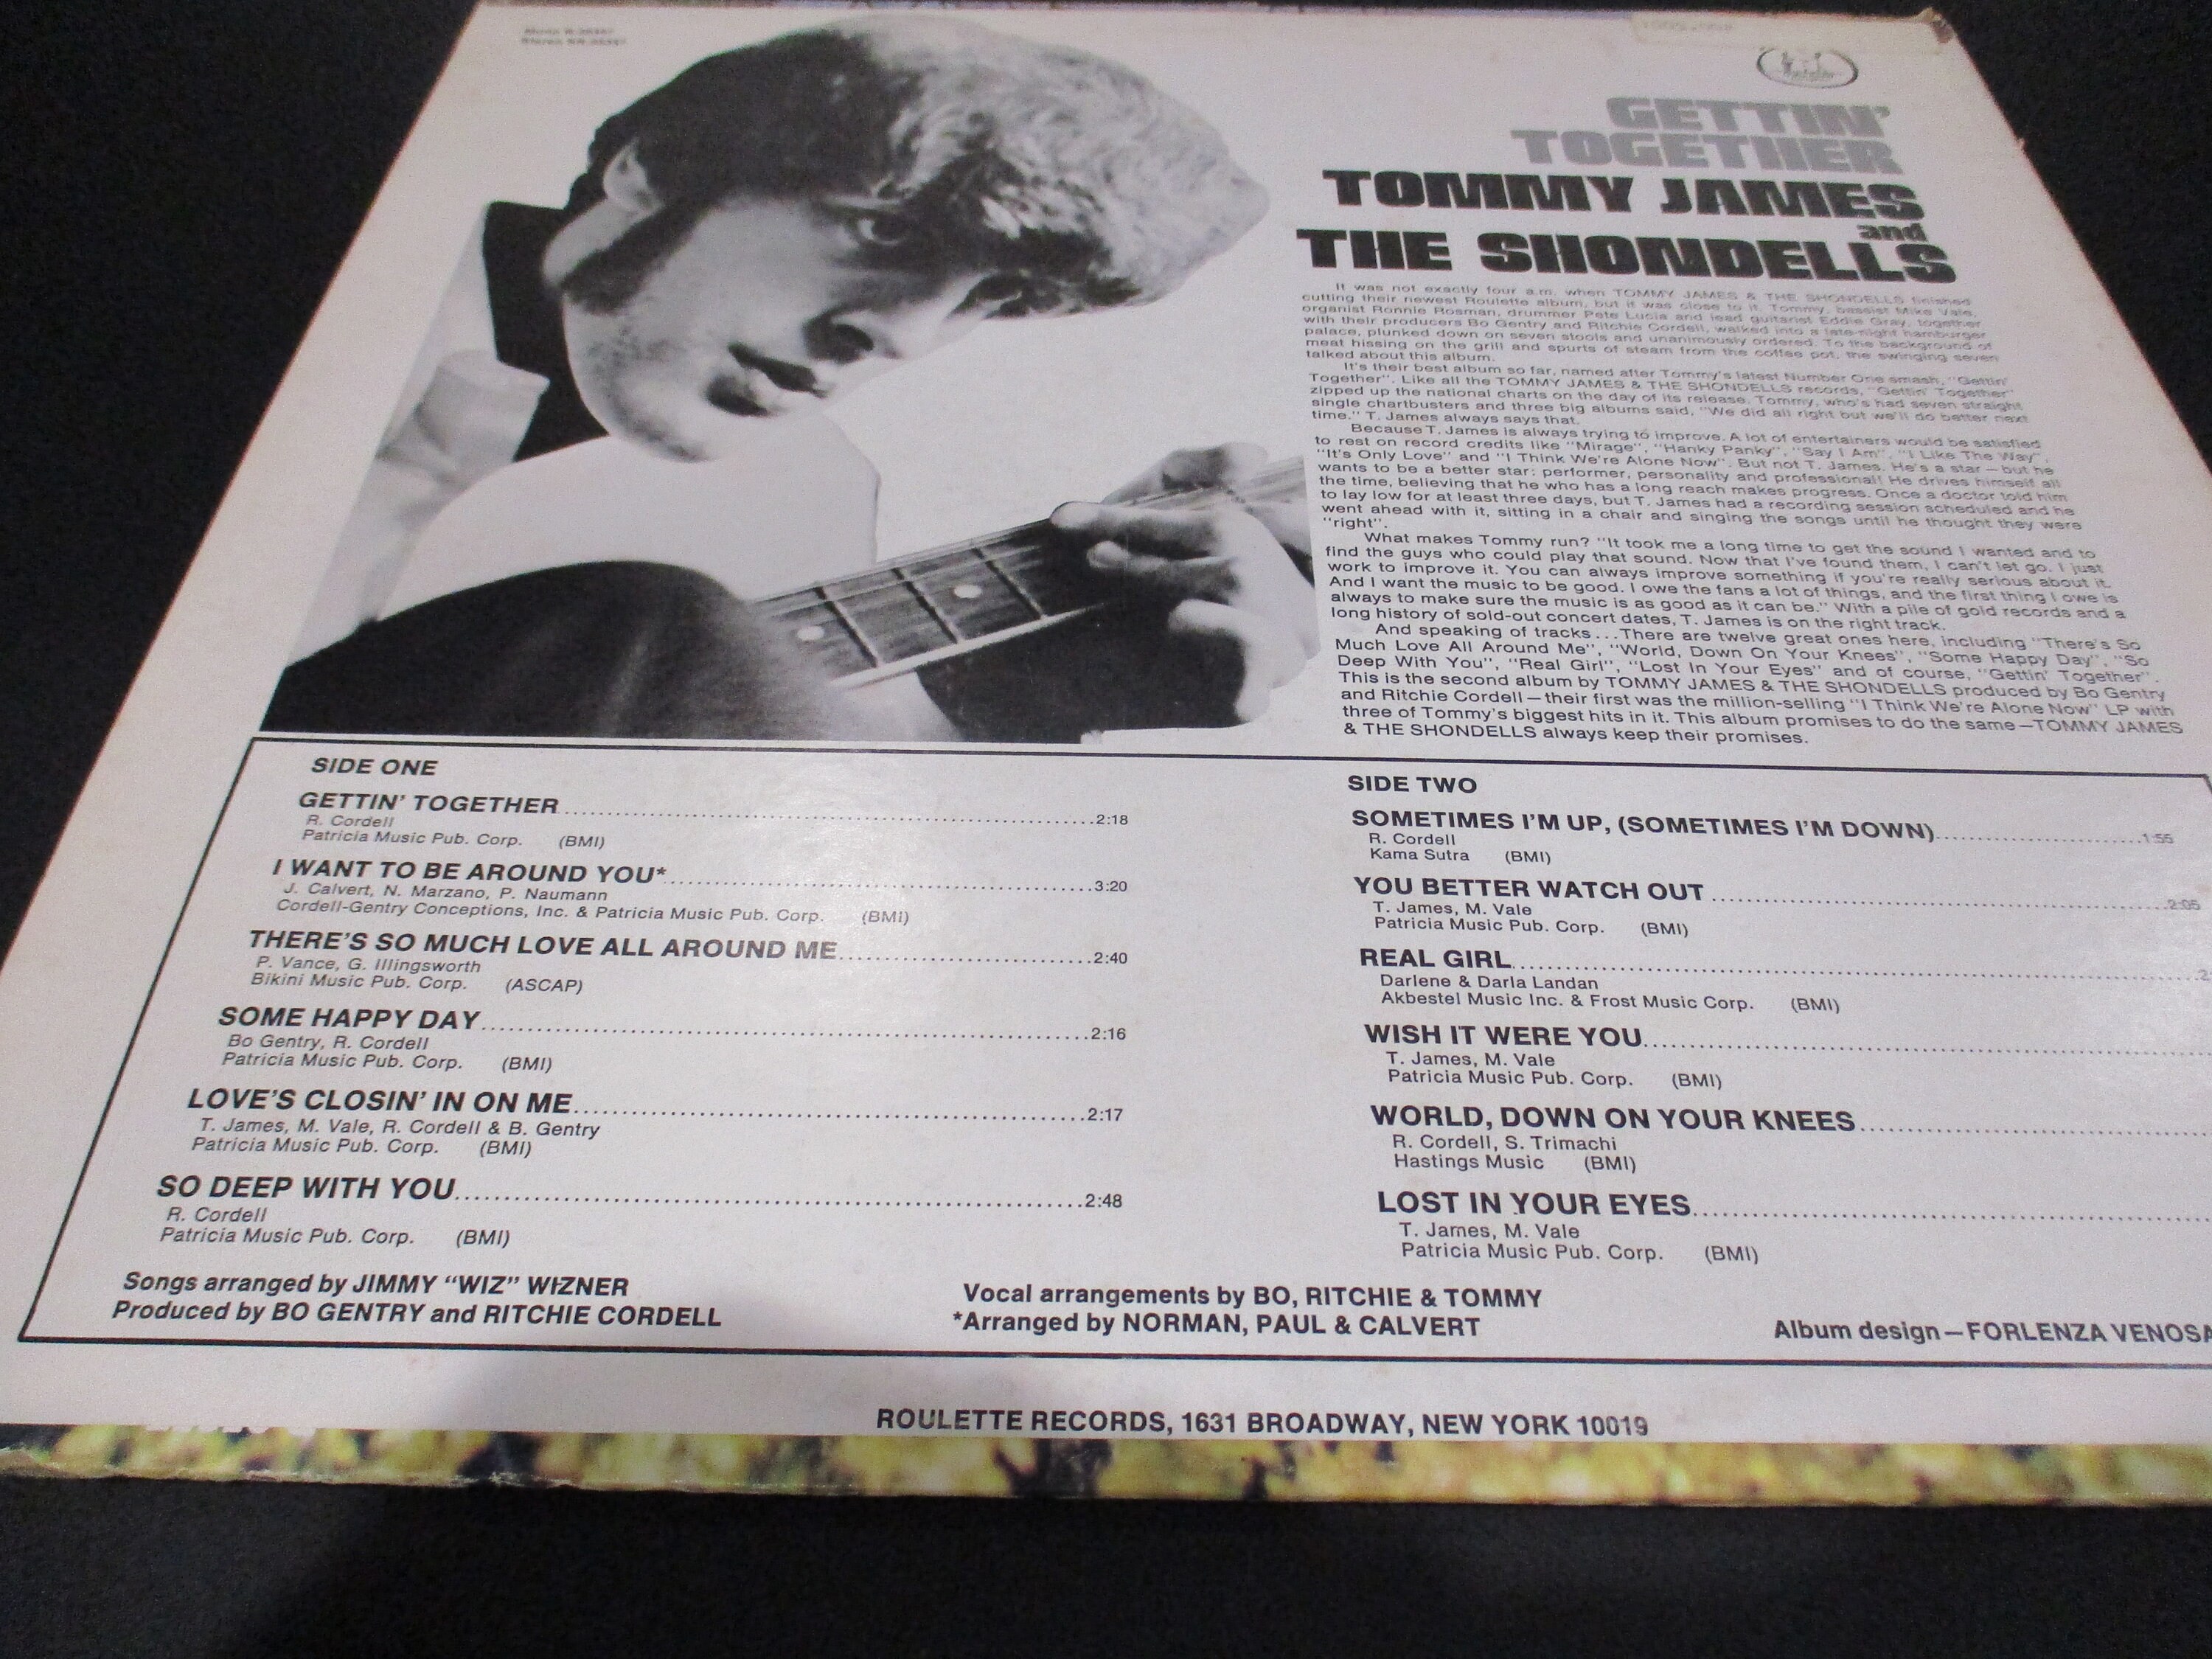 GETTIN'
TOGETHER
TOMMY JAMES
and
THE SHONDELLS
It was not exactly four a.m. when TOMMY JAMES & THE SHONDELLS finished
cutting their newest Roulette album, but it was close to it. Tommy, bassist Mike Vale,
organist Ronnie Rosman, drummer Pete Lucia and lead guitarist Eddie Gray, together
with their producers Bo Gentry and Ritchie Cordell, walked into a late-night hamburger
palace, plunked down on seven stools and unanimously ordered. To the background of
meat hissing on the grill and spurts of steam from the coffee pot, the swinging seven
talked about this album.
It's their best album so far, named after Tommy's latest Number One smash, "Gettin'
Together". Like all the TOMMY JAMES & THE SHONDELLS records, "Gettin' Together"
zipped up the national charts on the day of its release. Tommy, who's had seven straight
single chartbusters and three big albums said, "We did all right but we'll do better next
time." T. James always says that.
Because T. James is always trying to improve. A lot of entertainers would be satisfied
to rest on record credits like "Mirage", "Hanky Panky", "Say I Am", "I Like The Way",
"It's Only Love" and "I Think We're Alone Now". But not T. James. He's a star — but he
wants to be a better star: performer, personality and professional! He drives himself all
the time, believing that he who has a long reach makes progress. Once a doctor told him
to lay low for at least three days, but T. James had a recording session scheduled and he
went ahead with it, sitting in a chair and singing the songs until he thought they were
"right".
What makes Tommy run? "It took me a long time to get the sound I wanted and to
find the guys who could play that sound. Now that I've found them, I can't let go. I just
work to improve it. You can always improve something if you're really serious about it.
And I want the music to be good. I owe the fans a lot of things, and the first thing I owe is
always to make sure the music is as good as it can be." With a pile of gold records and a
long history of sold-out concert dates, T. James is on the right track.
And speaking of tracks...There are twelve great ones here, including "There's So
Much Love All Around Me", "World, Down On Your Knees", "Some Happy Day", "So
Deep With You", "Real Girl", "Lost In Your Eyes" and of course, "Gettin' Together".
This is the second album by TOMMY JAMES & THE SHONDELLS produced by Bo Gentry
and Ritchie Cordell — their first was the million-selling "I Think We're Alone Now" LP with
three of Tommy's biggest hits in it. This album promises to do the same — TOMMY JAMES
& THE SHONDELLS always keep their promises.
SIDE ONE
GETTIN' TOGETHER 2:18
R. Cordell
Patricia Music Pub. Corp. (BMI)
I WANT TO BE AROUND YOU* 3:20
J. Calvert, N. Marzano, P. Naumann
Cordell-Gentry Conceptions, Inc. & Patricia Music Pub. Corp. (BMI)
THERE'S SO MUCH LOVE ALL AROUND ME 2:40
P. Vance, G. Illingsworth
Bikini Music Pub. Corp. (ASCAP)
SOME HAPPY DAY 2:16
Bo Gentry, R. Cordell
Patricia Music Pub. Corp. (BMI)
LOVE'S CLOSIN' IN ON ME 2:17
T. James, M. Vale, R. Cordell & B. Gentry
Patricia Music Pub. Corp. (BMI)
SO DEEP WITH YOU 2:48
R. Cordell
Patricia Music Pub. Corp. (BMI)
SIDE TWO
SOMETIMES I'M UP, (SOMETIMES I'M DOWN) 1:55
R. Cordell
Kama Sutra (BMI)
YOU BETTER WATCH OUT 2:05
T. James, M. Vale
Patricia Music Pub. Corp. (BMI)
REAL GIRL
Darlene & Darla Landan
Akbestel Music Inc. & Frost Music Corp. (BMI)
WISH IT WERE YOU
T. James, M. Vale
Patricia Music Pub. Corp. (BMI)
WORLD, DOWN ON YOUR KNEES
R. Cordell, S. Trimachi
Hastings Music (BMI)
LOST IN YOUR EYES
T. James, M. Vale
Patricia Music Pub. Corp. (BMI)
Songs arranged by JIMMY "WIZ" WIZNER
Produced by BO GENTRY and RITCHIE CORDELL
Vocal arrangements by BO, RITCHIE & TOMMY
*Arranged by NORMAN, PAUL & CALVERT
Album design — FORLENZA VENOSA
ROULETTE RECORDS, 1631 BROADWAY, NEW YORK 10019